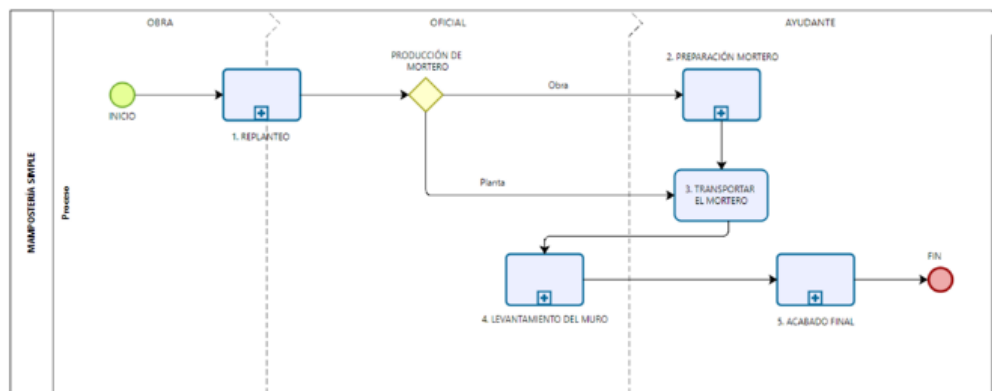 OBRA
OFICIAL
AYUDANTE
MAMPOSTERÍA SIMPLE
Proceso
INICIO
1. REPLANTEO
PRODUCCIÓN DE
MORTERO
Obra
Planta
2. PREPARACIÓN MORTERO
3. TRANSPORTAR
EL MORTERO
4. LEVANTAMIENTO DEL MURO
5. ACABADO FINAL
FIN